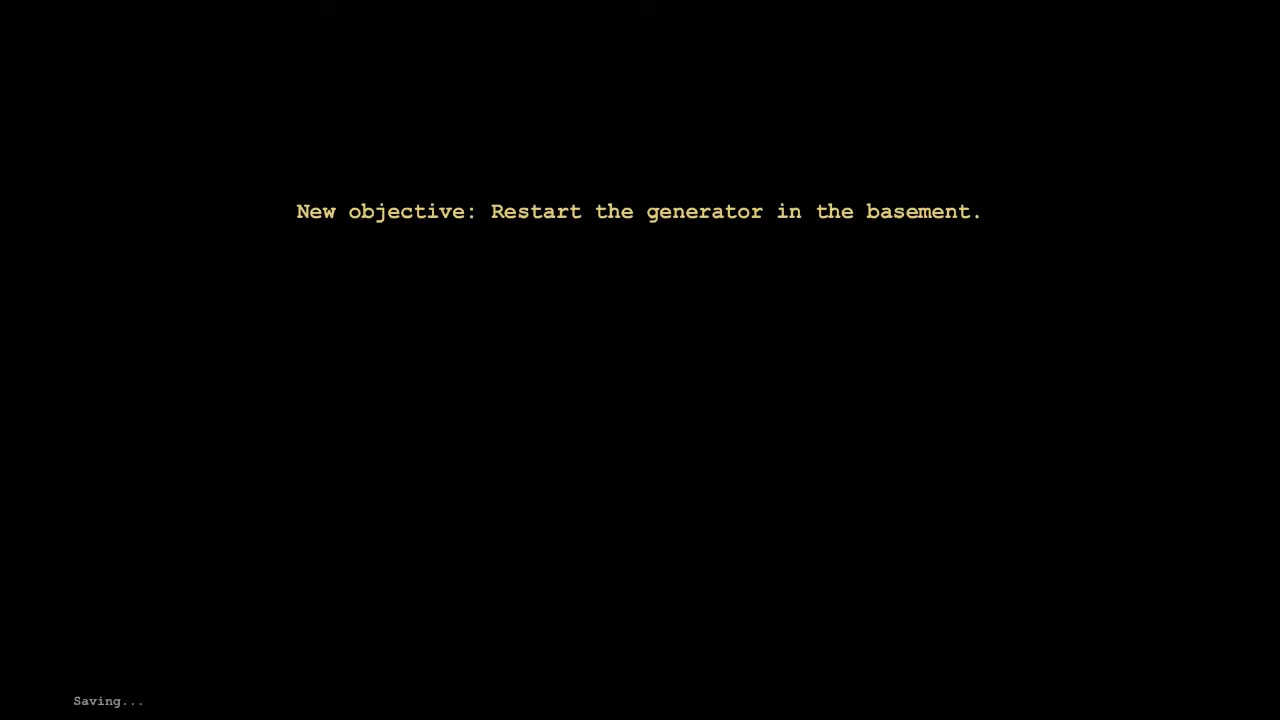 New objective: Restart the generator in the basement.
Saving...